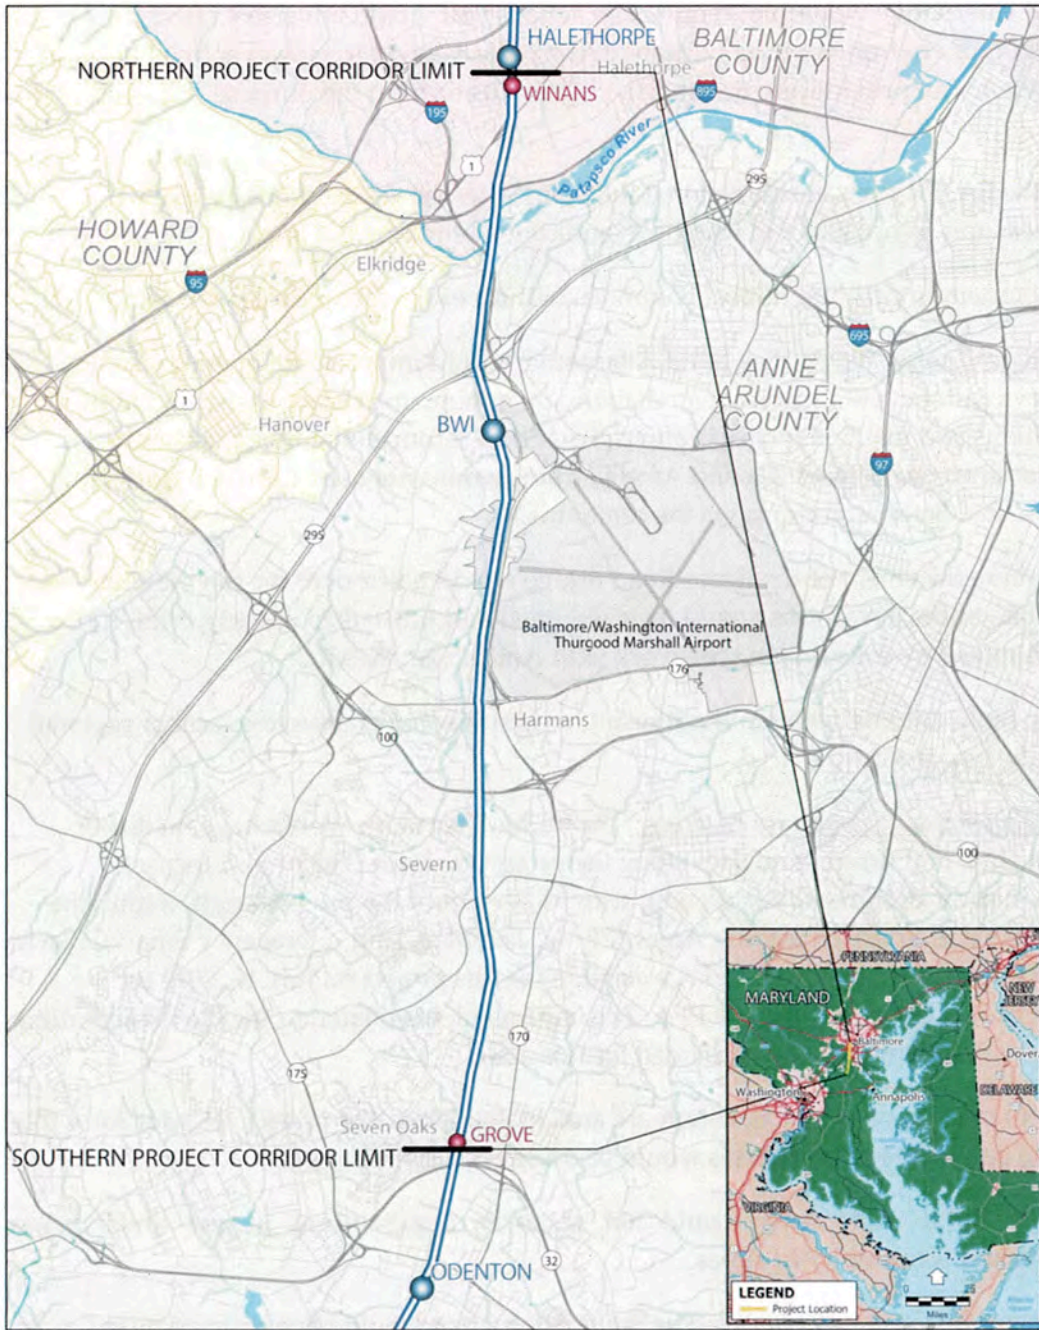 HALETHORPE
BALTIMORE
COUNTY
NORTHERN PROJECT CORRIDOR LIMIT
Halethorpe
WINANS
895
195
1
Patapsco River
295
HOWARD
COUNTY
Elkridge
95
695
ANNE
ARUNDEL
COUNTY
1
BWI
Hanover
97
295
Baltimore/Washington International
Thurgood Marshall Airport
176
Harmans
100
Severn
100
170
175
Seven Oaks
GROVE
SOUTHERN PROJECT CORRIDOR LIMIT
32
ODENTON
PENNSYLVANIA
MARYLAND
NEW
JERSEY
Baltimore
Dover
Washington
Annapolis
DELAWARE
VIRGINIA
LEGEND
Project Location
0 25
Miles